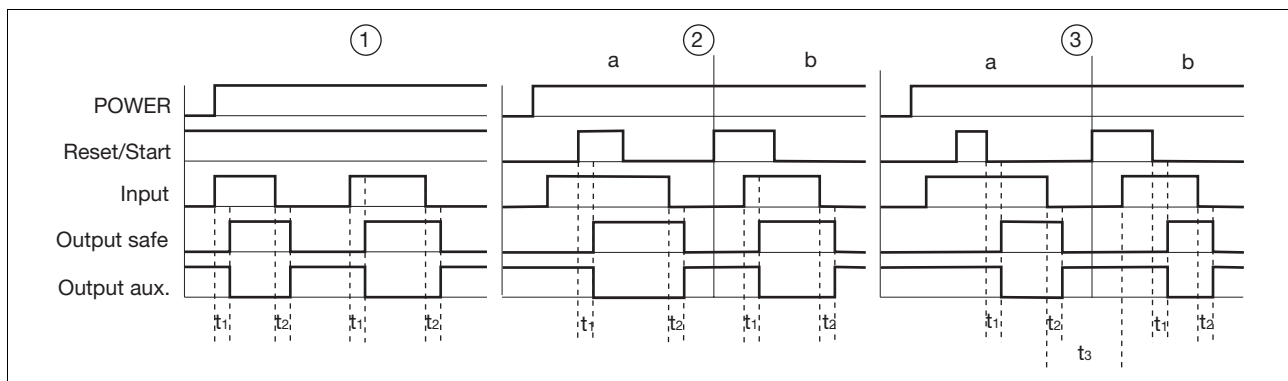 1 2 3
a b a b
POWER
Reset/Start
Input
Output safe
Output aux.
t1 t2 t1 t2 t1 t2 t1 t2 t1 t2 t1 t2
t3